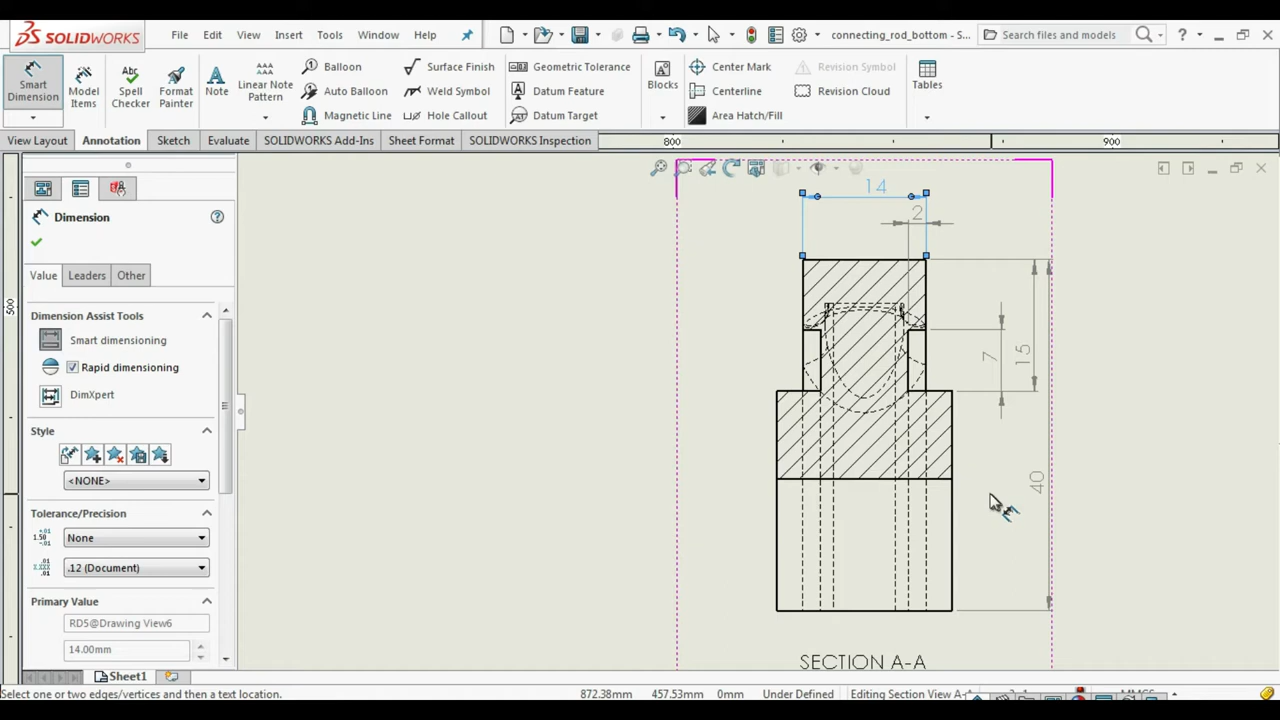 SOLIDWORKS File Edit View Insert Tools Window Help connecting_rod_bottom - S... Search files and models ?
Smart Dimension Model Items Spell Checker Format Painter Note Linear Note Pattern Balloon Surface Finish Geometric Tolerance Blocks Center Mark Revision Symbol Tables
Auto Balloon Weld Symbol Datum Feature Centerline Revision Cloud
Magnetic Line Hole Callout Datum Target Area Hatch/Fill
View Layout Annotation Sketch Evaluate SOLIDWORKS Add-Ins Sheet Format SOLIDWORKS Inspection 800 900
Dimension ?
Value Leaders Other
Dimension Assist Tools
Smart dimensioning
Rapid dimensioning
DimXpert
Style
<NONE>
Tolerance/Precision
None
.12 (Document)
Primary Value
RD5@Drawing View6
14.00mm
500
14
2
7
15
40
SECTION A-A
Sheet1
Select one or two edges/vertices and then a text location. 872.38mm 457.53mm 0mm Under Defined Editing Section View A-A